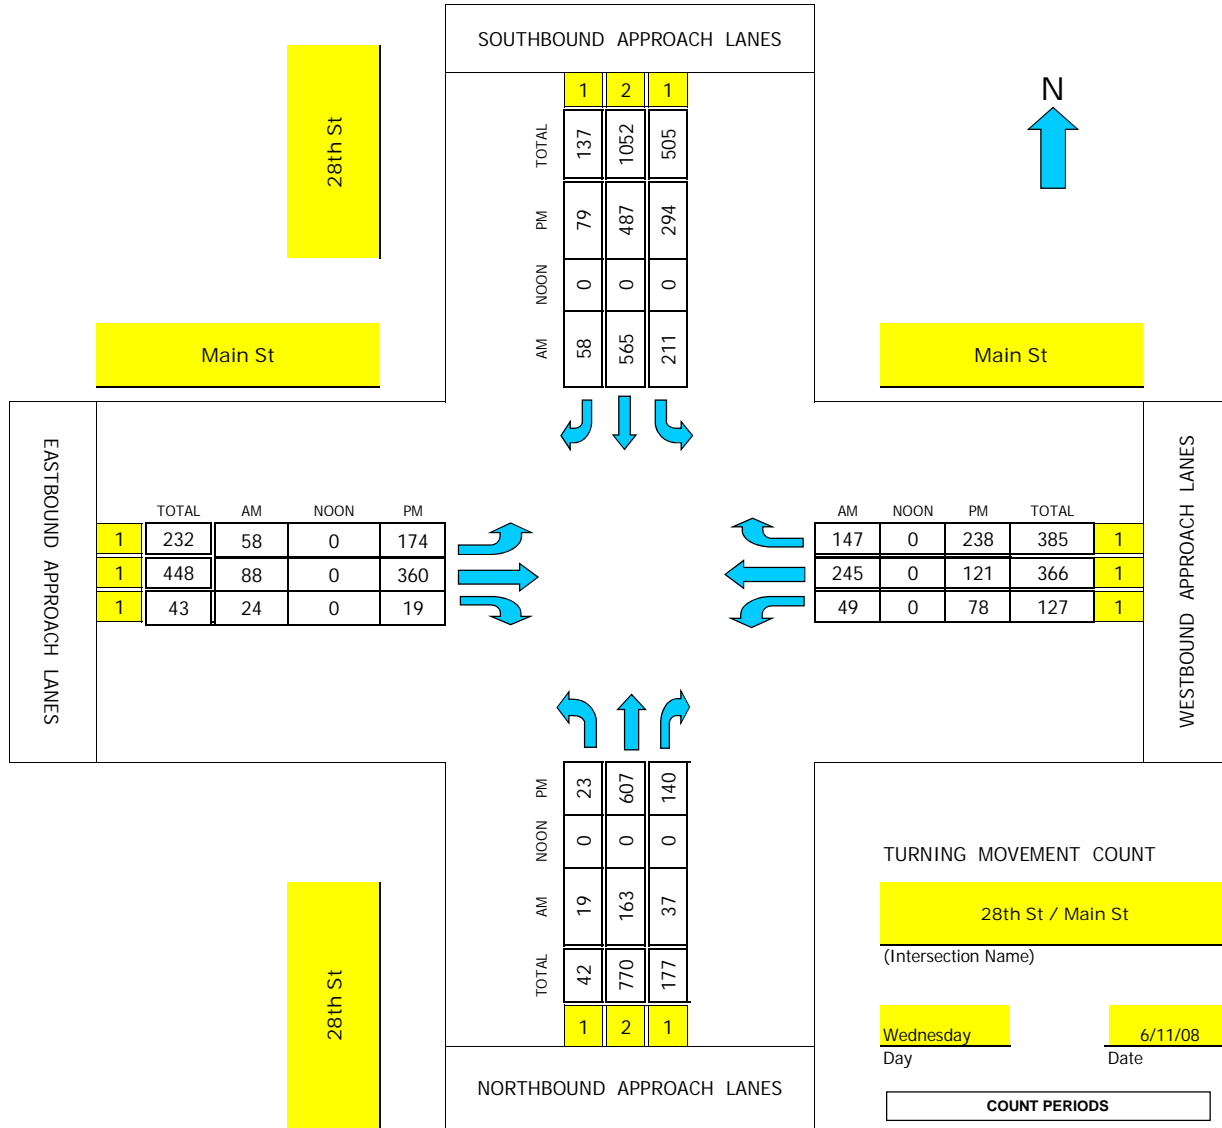 SOUTHBOUND APPROACH LANES
1 2 1
TOTAL 137 1052 505
PM 79 487 294
NOON 0 0 0
AM 58 565 211
N
28th St
Main St
Main St
EASTBOUND APPROACH LANES
TOTAL AM NOON PM
1 232 58 0 174
1 448 88 0 360
1 43 24 0 19
AM NOON PM TOTAL
147 0 238 385 1
245 0 121 366 1
49 0 78 127 1
WESTBOUND APPROACH LANES
PM 23 607 140
NOON 0 0 0
AM 19 163 37
TOTAL 42 770 177
1 2 1
NORTHBOUND APPROACH LANES
28th St
TURNING MOVEMENT COUNT
28th St / Main St
(Intersection Name)
Wednesday 6/11/08
Day Date
COUNT PERIODS